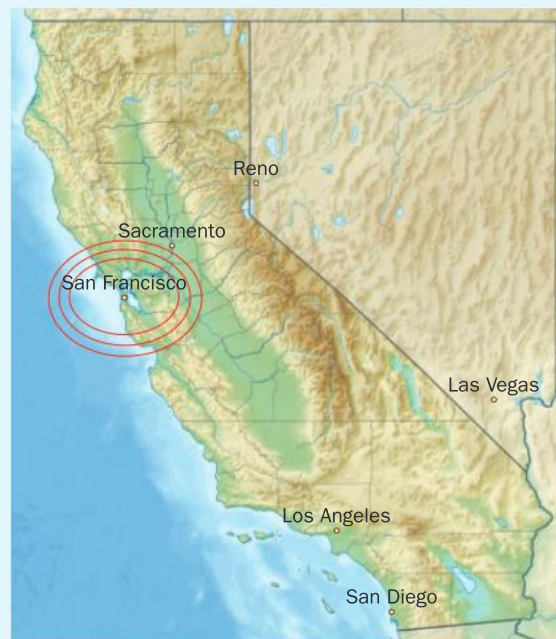 Reno
Sacramento
San Francisco
Las Vegas
Los Angeles
San Diego